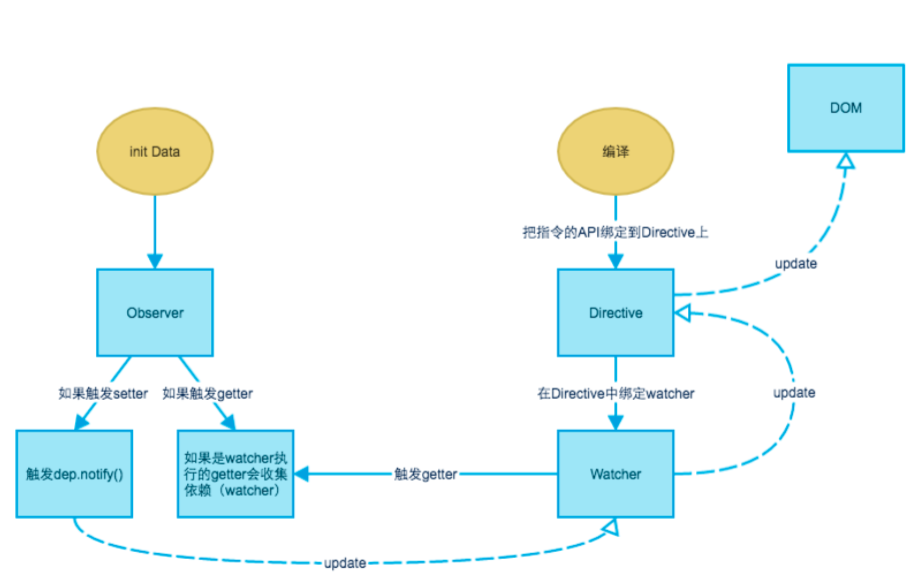 DOM
init Data
编译
把指令的API绑定到Directive上
update
Observer
Directive
如果触发setter
如果触发getter
在Directive中绑定watcher
update
触发dep.notify()
如果是watcher执
行的getter会收集
依赖（watcher）
触发getter
Watcher
update